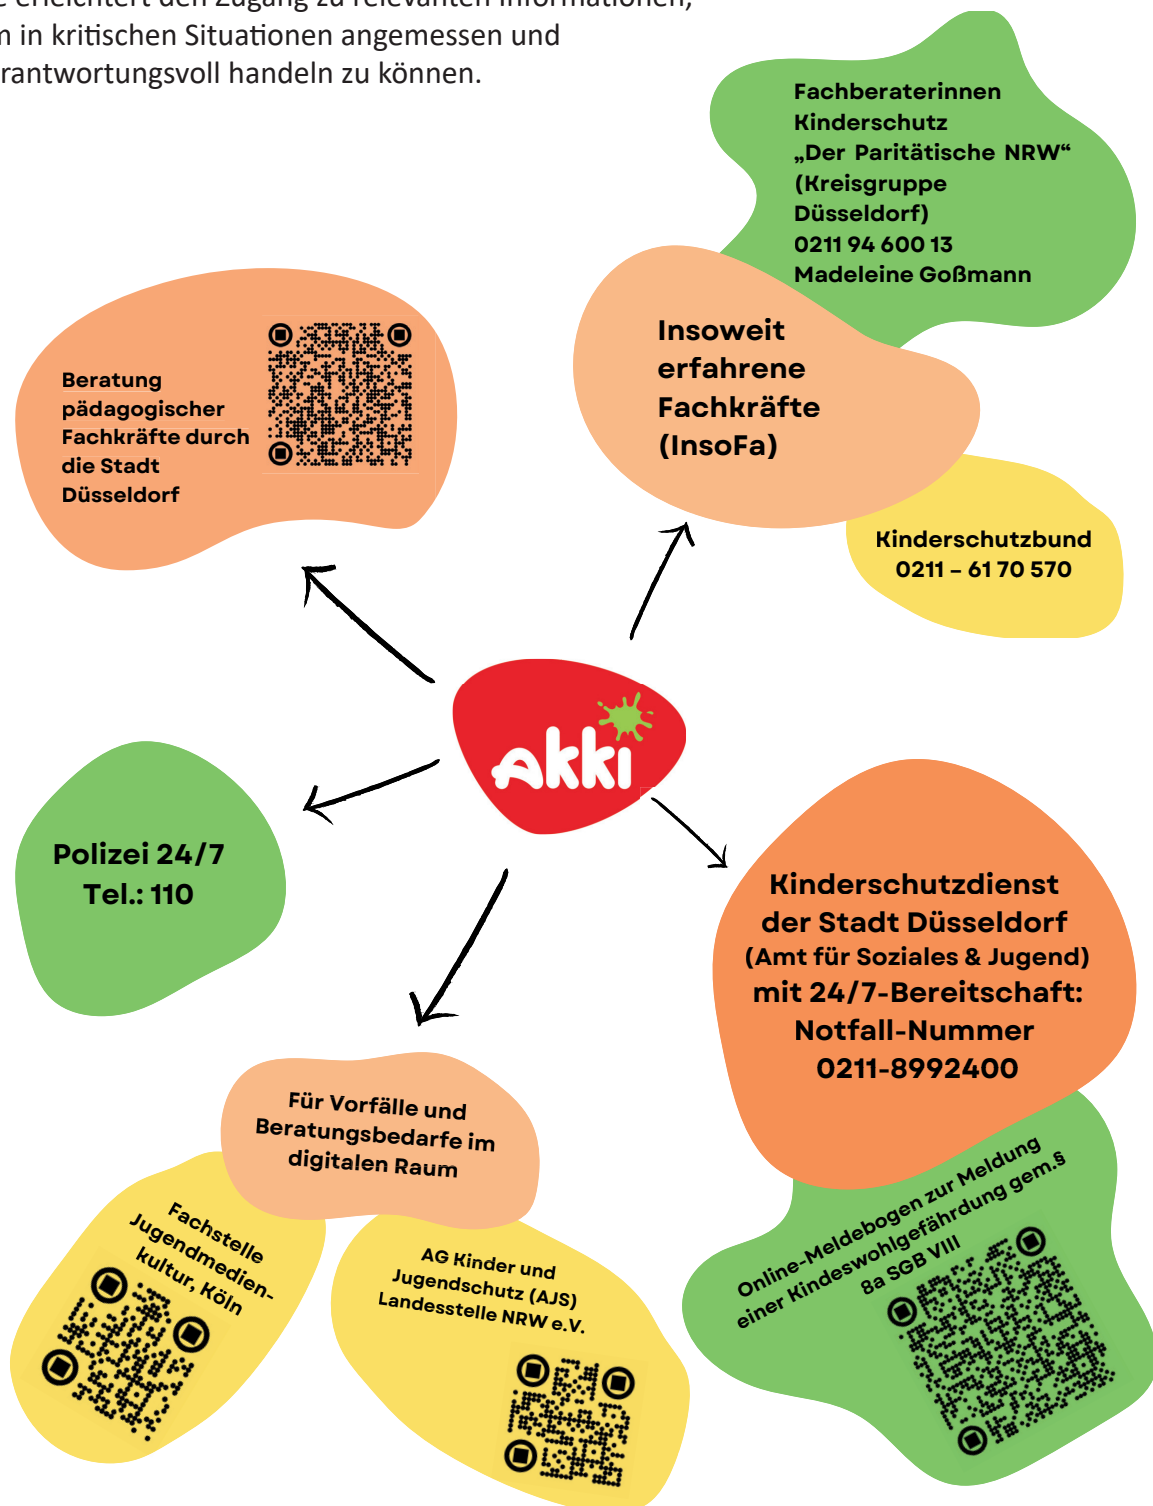 erleichtert den Zugang zu relevanten Informationen,
in kritischen Situationen angemessen und
rantwortungsvoll handeln zu können.
Fachberaterinnen
Kinderschutz
„Der Paritätische NRW“
(Kreisgruppe
Düsseldorf)
0211 94 600 13
Madeleine Goßmann
Insoweit
erfahrene
Fachkräfte
(InsoFa)
Kinderschutzbund
0211 – 61 70 570
Beratung
pädagogischer
Fachkräfte durch
die Stadt
Düsseldorf
akki
Polizei 24/7
Tel.: 110
Kinderschutzdienst
der Stadt Düsseldorf
(Amt für Soziales & Jugend)
mit 24/7-Bereitschaft:
Notfall-Nummer
0211-8992400
Online-Meldebogen zur Meldung
einer Kindeswohlgefährdung gem.§
8a SGB VIII
Für Vorfälle und
Beratungsbedarfe im
digitalen Raum
Fachstelle
Jugendmedien-
kultur, Köln
AG Kinder und
Jugendschutz (AJS)
Landesstelle NRW e.V.